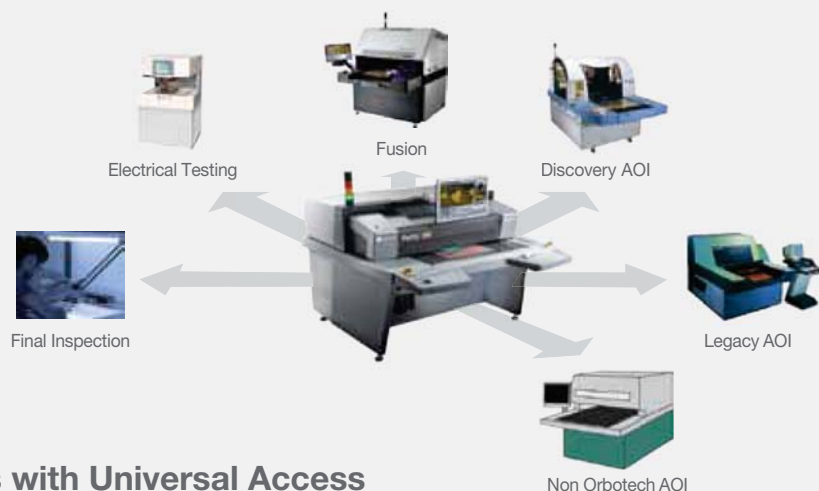 Fusion
Electrical Testing
Discovery AOI
Final Inspection
Legacy AOI
with Universal Access
Non Orbotech AOI